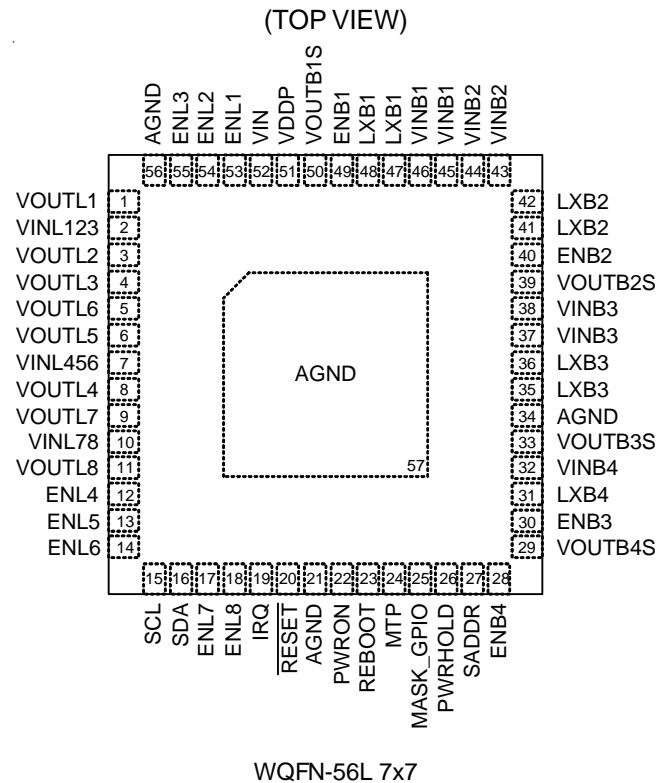 (TOP VIEW)
AGND
ENL3
ENL2
ENL1
VIN
VDDP
VOUTB1S
ENB1
LXB1
LXB1
VINB1
VINB1
VINB2
VINB2
56 55 54 53 52 51 50 49 48 47 46 45 44 43
VOUTL1 1
VINL123 2
VOUTL2 3
VOUTL3 4
VOUTL6 5
VOUTL5 6
VINL456 7
VOUTL4 8
VOUTL7 9
VINL78 10
VOUTL8 11
ENL4 12
ENL5 13
ENL6 14
AGND
57
42 LXB2
41 LXB2
40 ENB2
39 VOUTB2S
38 VINB3
37 VINB3
36 LXB3
35 LXB3
34 AGND
33 VOUTB3S
32 VINB4
31 LXB4
30 ENB3
29 VOUTB4S
15 16 17 18 19 20 21 22 23 24 25 26 27 28
SCL
SDA
ENL7
ENL8
IRQ
RESET
AGND
PWRON
REBOOT
MTP
MASK_GPIO
PWRHOLD
SADDR
ENB4
WQFN-56L 7x7